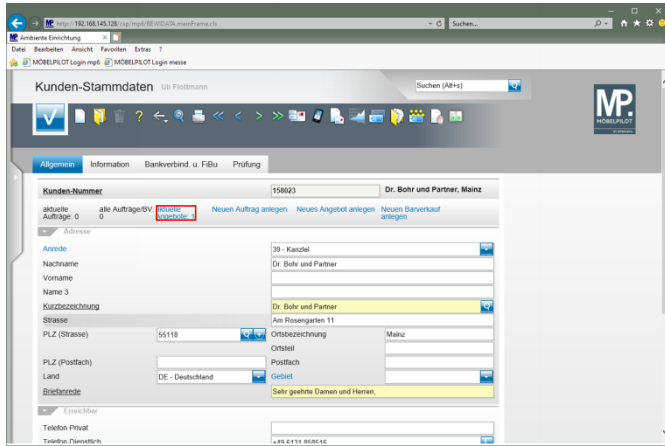 http://192.168.145.128/csp/mp6/BEWIDATA.mainFrame.cls
Suchen...
Ambiente Einrichtung
Datei Bearbeiten Ansicht Favoriten Extras ?
MÖBELPILOT Login mp6 MÖBELPILOT Login messe
Kunden-Stammdaten Uli Flottmann
Suchen (Alt+s)
MP.
MÖBELPILOT
Allgemein Information Bankverbind. u. FiBu Prüfung
Kunden-Nummer 158023 Dr. Bohr und Partner, Mainz
aktuelle Aufträge: 0 alle Aufträge/BV: 0 aktuelle Angebote: 1 Neuen Auftrag anlegen Neues Angebot anlegen Neuen Barverkauf anlegen
Adresse
Anrede 39 - Kanzlei
Nachname Dr. Bohr und Partner
Vorname
Name 3
Kurzbezeichnung Dr. Bohr und Partner
Strasse Am Rosengarten 11
PLZ (Strasse) 55118 Ortsbezeichnung Mainz
Ortsteil
PLZ (Postfach) Postfach
Land DE - Deutschland Gebiet
Briefanrede Sehr geehrte Damen und Herren,
Erreichbar
Telefon Privat
Telefon Dienstlich +49 6131 858516